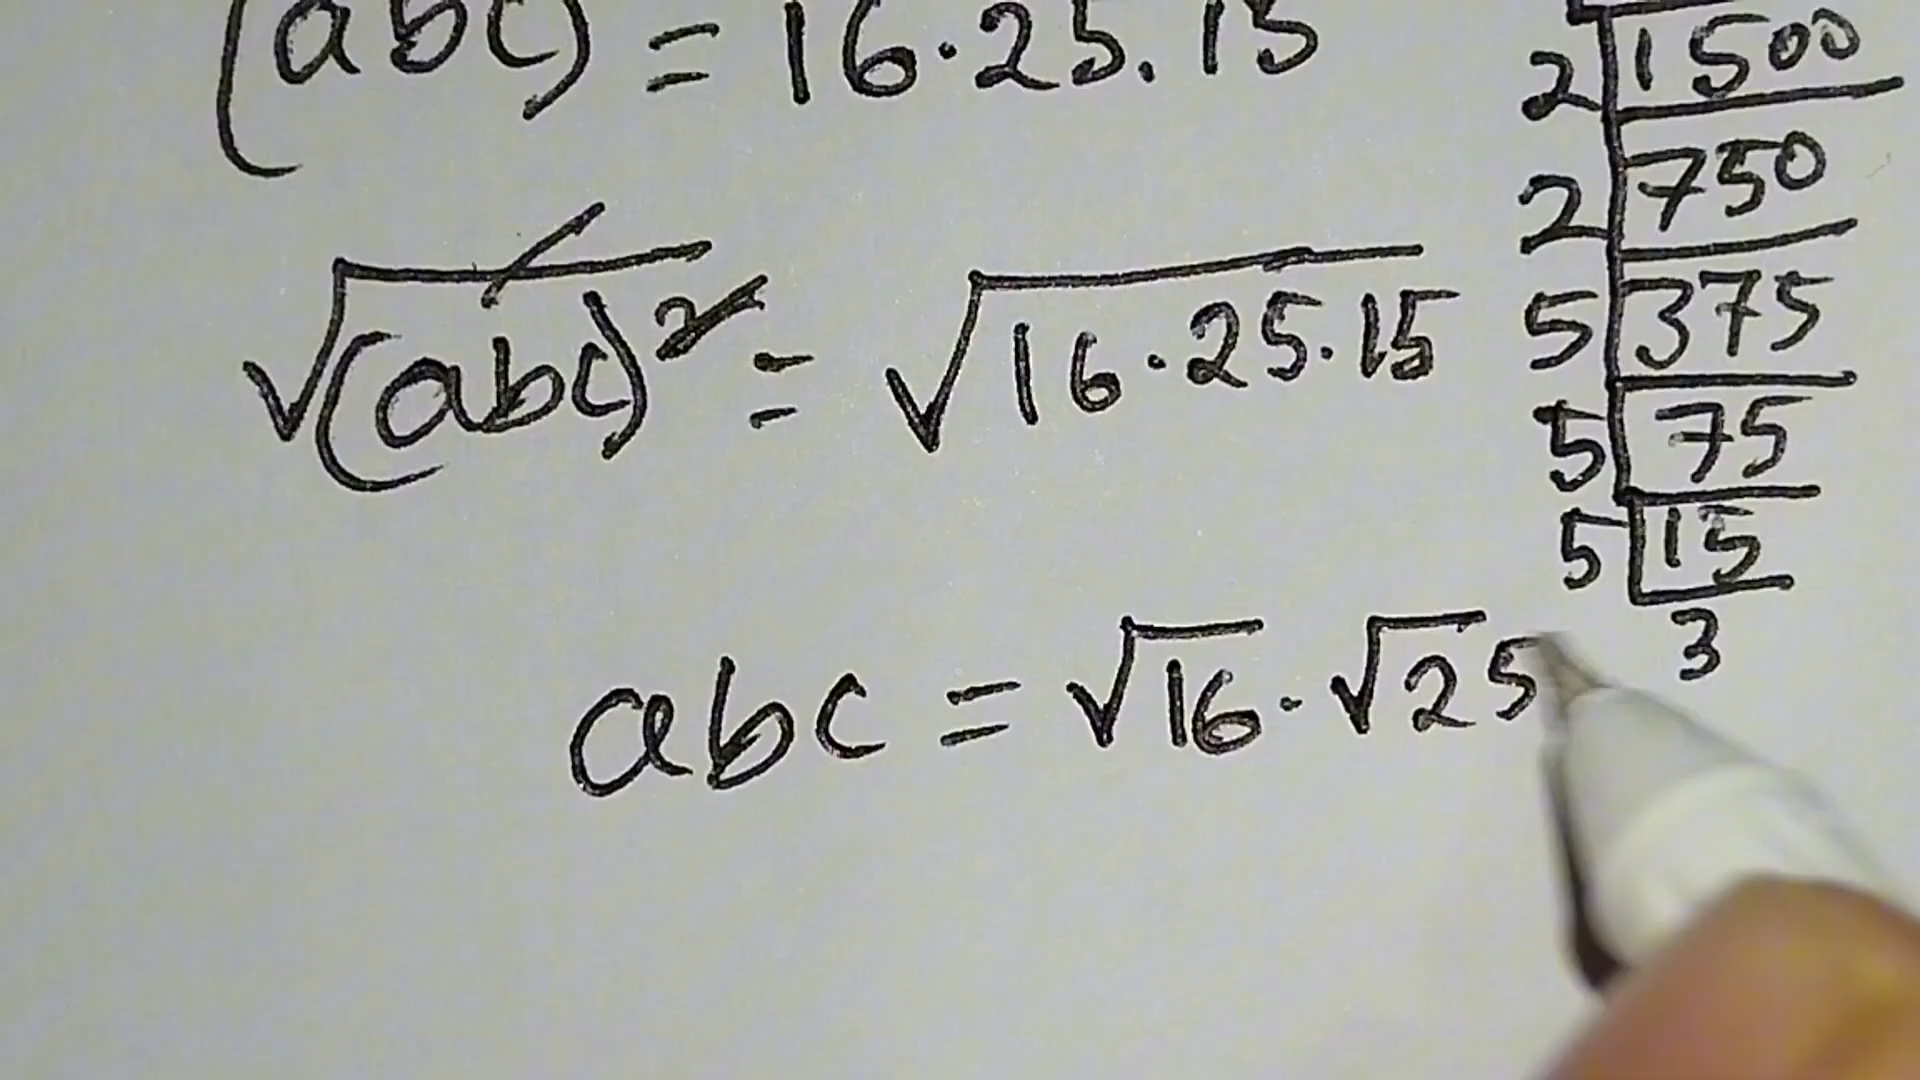 (abc) = 16·25.15
√(abc)² = √16·25.15
abc = √16·√25
2 1500
2 750
5 375
5 75
5 15
3